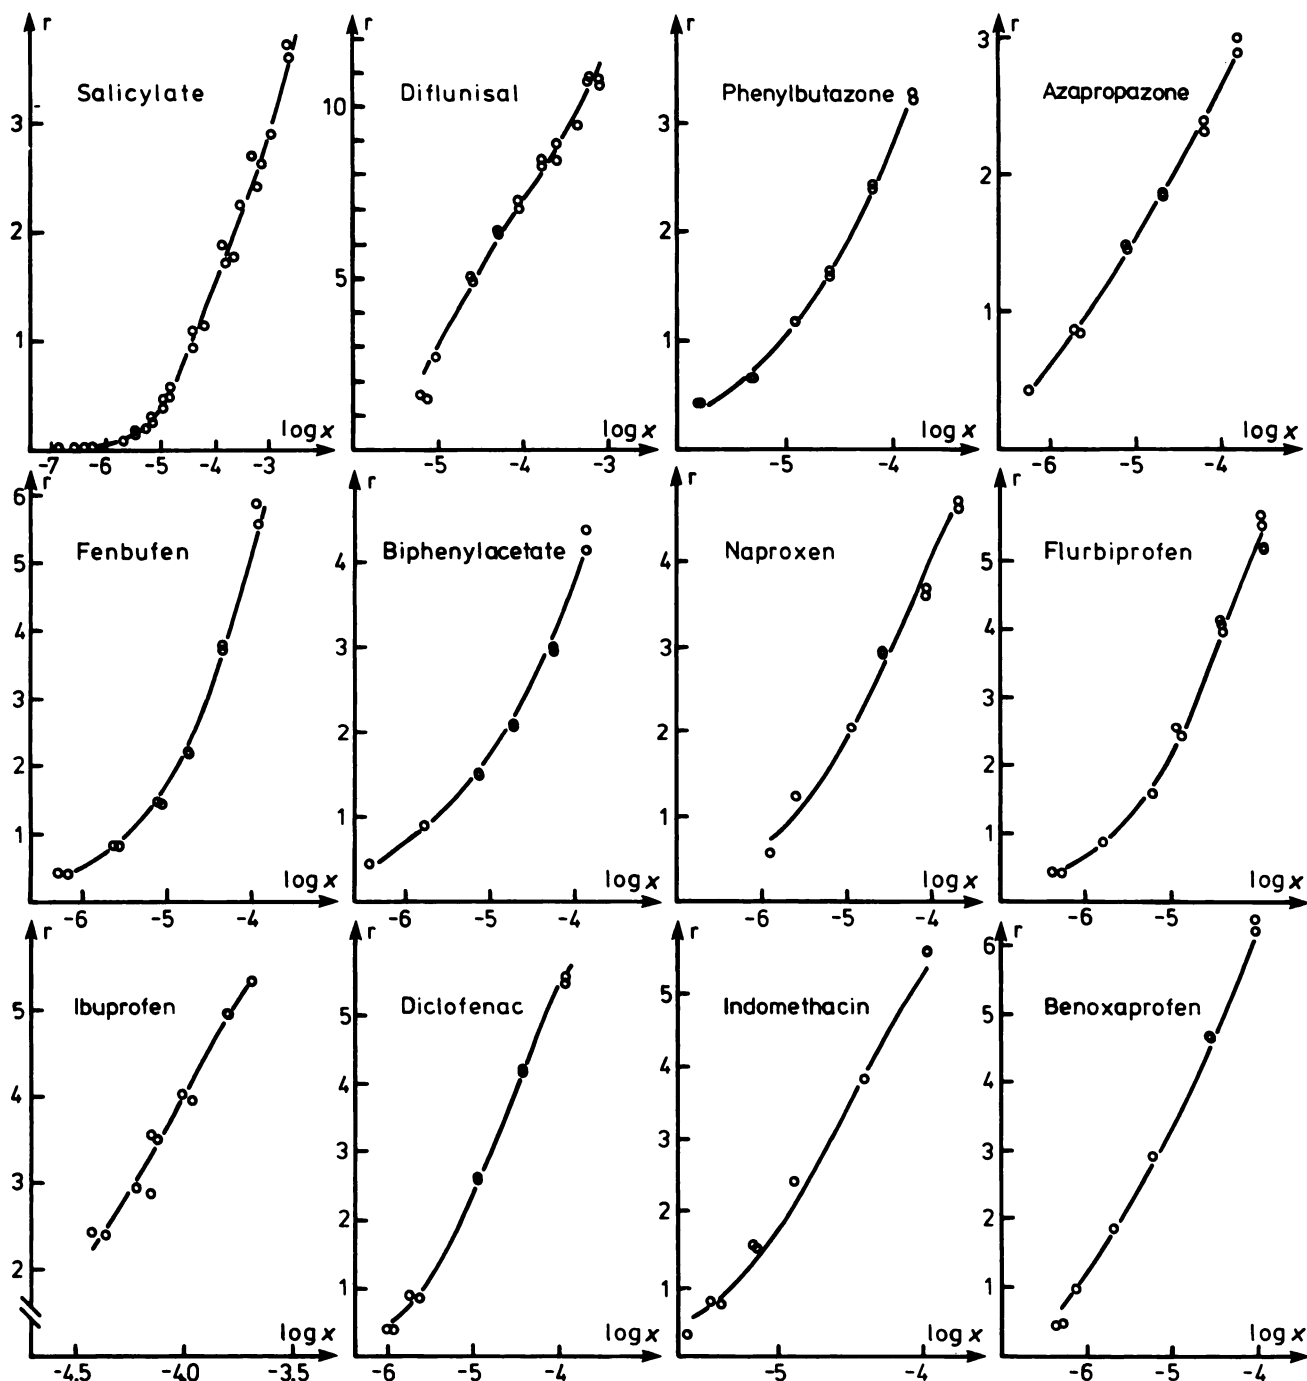 r
Salicylate
3
2
1
log x
-7 -6 -5 -4 -3
r
Diflunisal
10
5
log x
-5 -4 -3
r
Phenylbutazone
3
2
1
log x
-5 -4
r
Azapropazone
3
2
1
log x
-6 -5 -4
r
Fenbufen
6
5
4
3
2
1
log x
-6 -5 -4
r
Biphenylacetate
4
3
2
1
log x
-6 -5 -4
r
Naproxen
4
3
2
1
log x
-6 -5 -4
r
Flurbiprofen
5
4
3
2
1
log x
-6 -5 -4
r
Ibuprofen
5
4
3
2
log x
-4.5 -4.0 -3.5
r
Diclofenac
5
4
3
2
1
log x
-6 -5 -4
r
Indomethacin
5
4
3
2
1
log x
-5 -4
r
Benoxaprofen
6
5
4
3
2
1
log x
-6 -5 -4